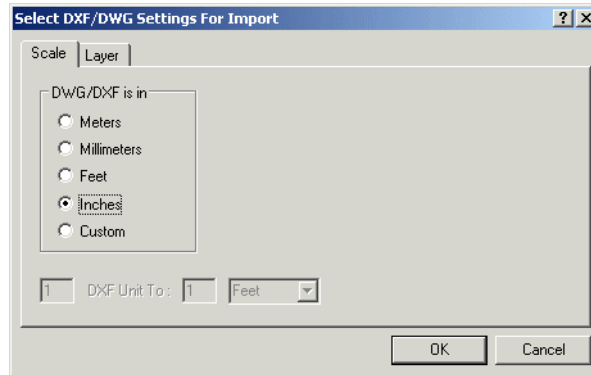 Select DXF/DWG Settings For Import
Scale Layer
DWG/DXF is in
Meters
Millimeters
Feet
Inches
Custom
1 DXF Unit To : 1 Feet
OK Cancel